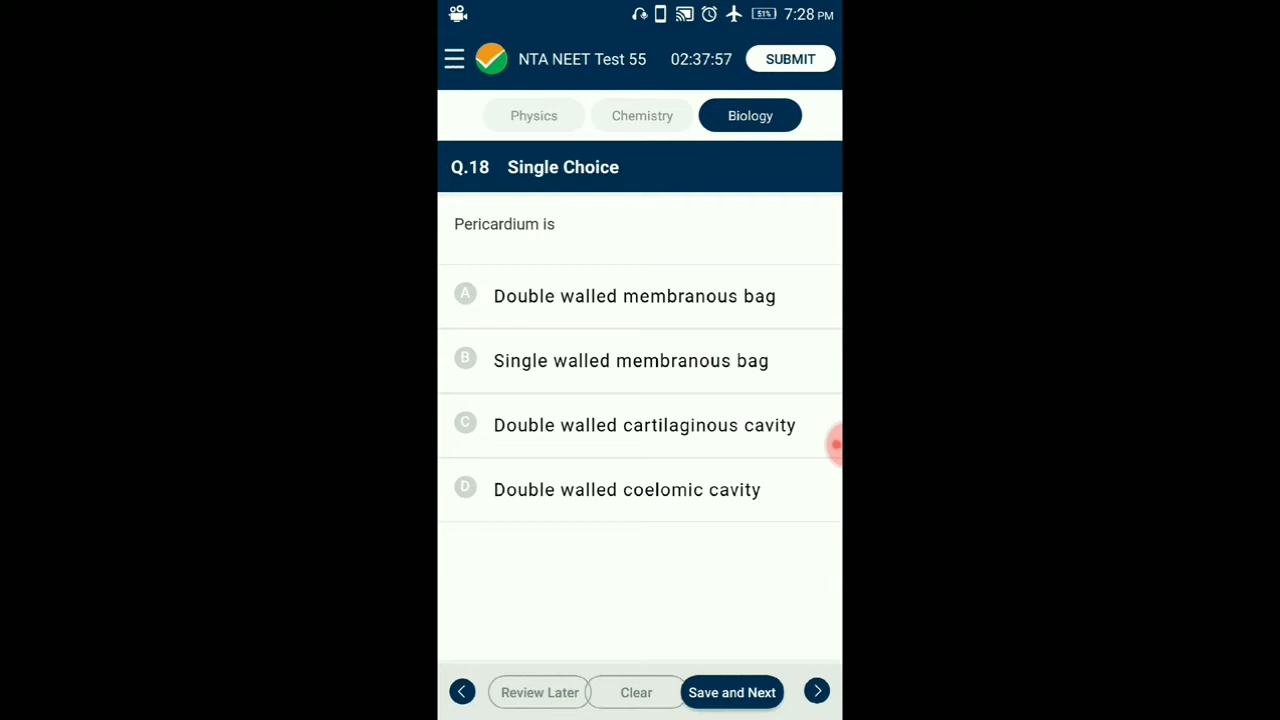 51% 7:28 PM
NTA NEET Test 55 02:37:57 SUBMIT
Physics Chemistry Biology
Q.18 Single Choice
Pericardium is
A Double walled membranous bag
B Single walled membranous bag
C Double walled cartilaginous cavity
D Double walled coelomic cavity
Review Later Clear Save and Next